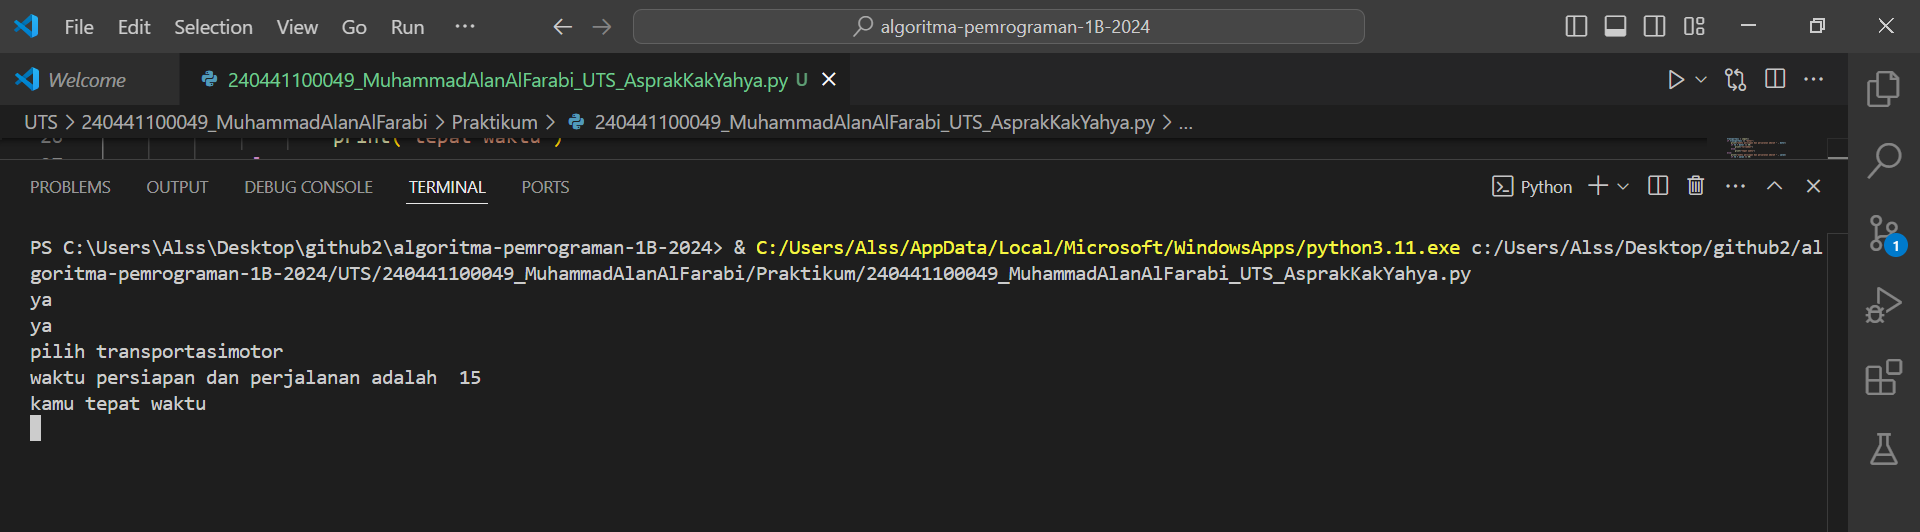 File Edit Selection View Go Run ··· algoritma-pemrograman-1B-2024
Welcome 240441100049_MuhammadAlanAlFarabi_UTS_AsprakKakYahya.py U
UTS > 240441100049_MuhammadAlanAlFarabi > Praktikum > 240441100049_MuhammadAlanAlFarabi_UTS_AsprakKakYahya.py > ...
print("tepat waktu")
PROBLEMS OUTPUT DEBUG CONSOLE TERMINAL PORTS Python
PS C:\Users\Alss\Desktop\github2\algoritma-pemrograman-1B-2024> & C:/Users/Alss/AppData/Local/Microsoft/WindowsApps/python3.11.exe c:/Users/Alss/Desktop/github2/al
goritma-pemrograman-1B-2024/UTS/240441100049_MuhammadAlanAlFarabi/Praktikum/240441100049_MuhammadAlanAlFarabi_UTS_AsprakKakYahya.py
ya
ya
pilih transportasimotor
waktu persiapan dan perjalanan adalah  15
kamu tepat waktu
1